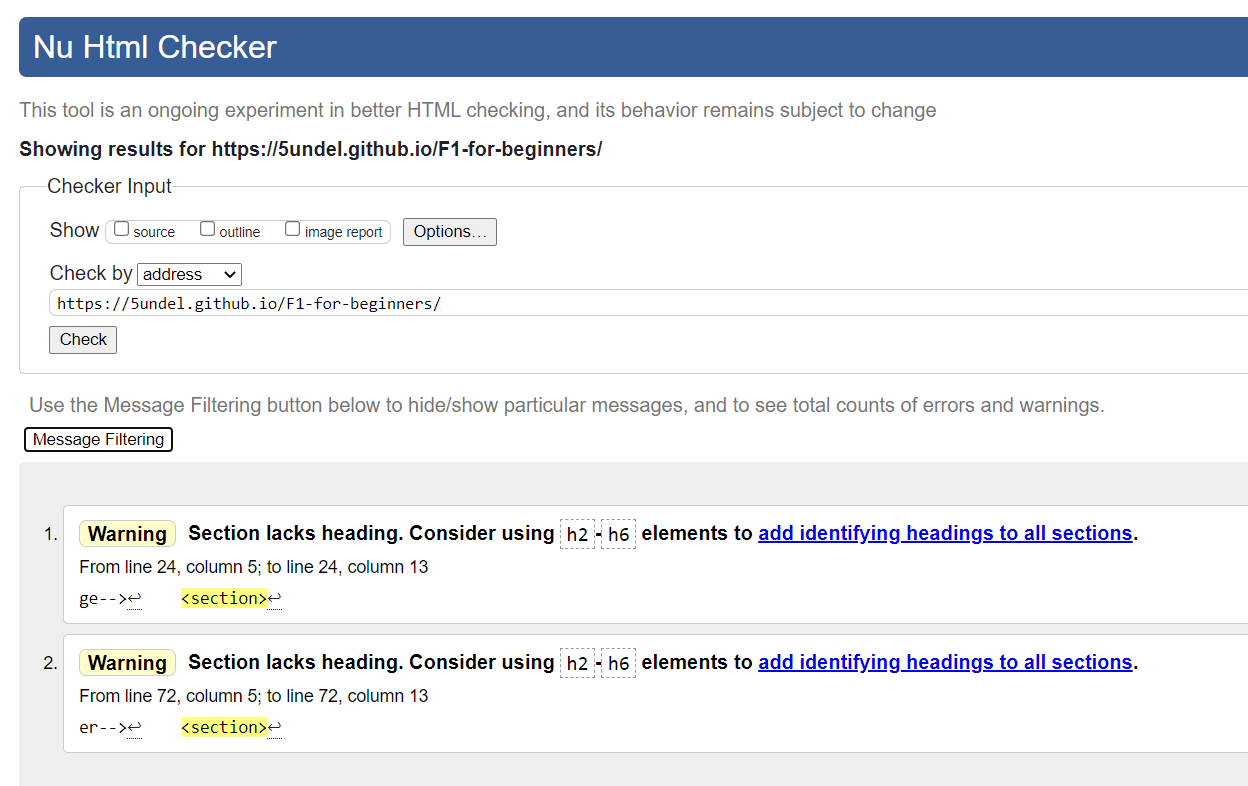 Nu Html Checker
This tool is an ongoing experiment in better HTML checking, and its behavior remains subject to change
Showing results for https://5undel.github.io/F1-for-beginners/
Checker Input
Show source outline image report Options…
Check by address
https://5undel.github.io/F1-for-beginners/
Check
Use the Message Filtering button below to hide/show particular messages, and to see total counts of errors and warnings.
Message Filtering
1. Warning Section lacks heading. Consider using h2-h6 elements to add identifying headings to all sections.
From line 24, column 5; to line 24, column 13
ge-->↩ <section>↩
2. Warning Section lacks heading. Consider using h2-h6 elements to add identifying headings to all sections.
From line 72, column 5; to line 72, column 13
er-->↩ <section>↩